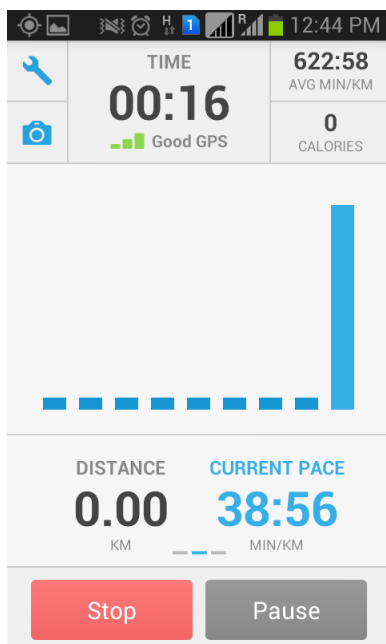 H 1 R 12:44 PM
TIME
00:16
Good GPS
622:58
AVG MIN/KM
0
CALORIES
DISTANCE
0.00
KM
CURRENT PACE
38:56
MIN/KM
Stop
Pause